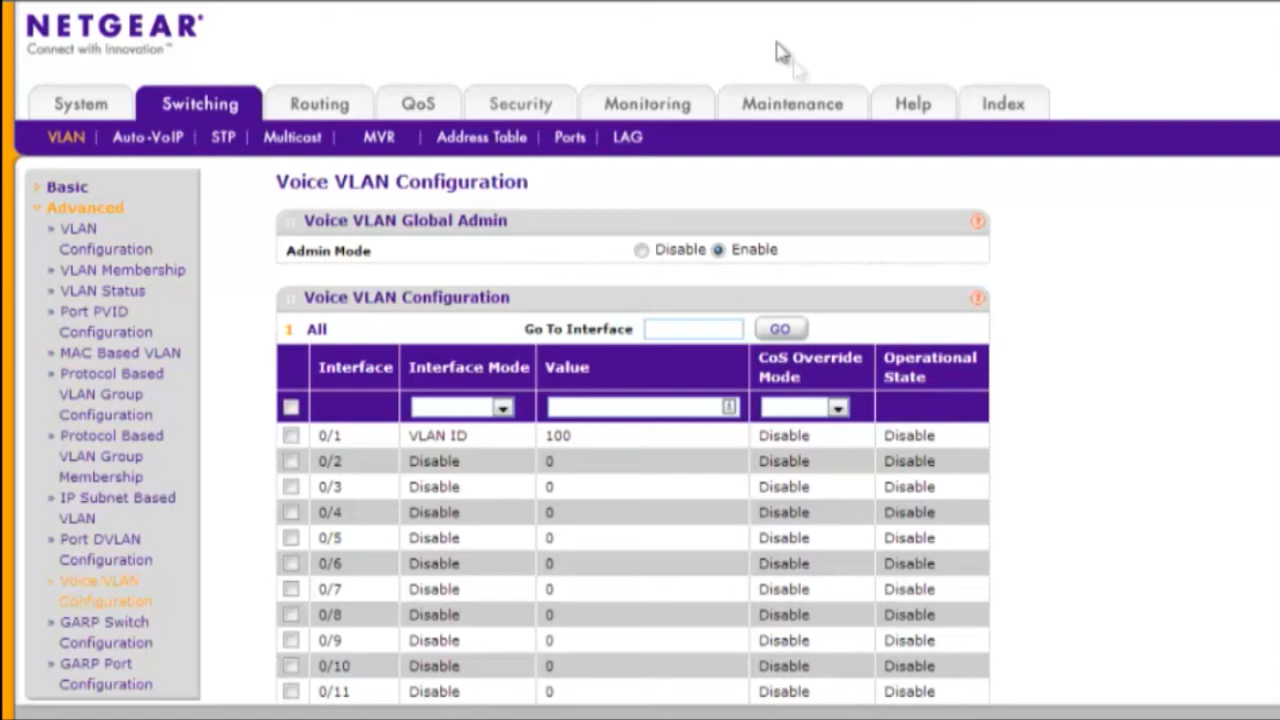 NETGEAR
Connect with Innovation™
System Switching Routing QoS Security Monitoring Maintenance Help Index
VLAN | Auto-VoIP | STP | Multicast | MVR | Address Table | Ports | LAG
Basic
Advanced
» VLAN
Configuration
» VLAN Membership
» VLAN Status
» Port PVID
Configuration
» MAC Based VLAN
» Protocol Based
VLAN Group
Configuration
» Protocol Based
VLAN Group
Membership
» IP Subnet Based
VLAN
» Port DVLAN
Configuration
» Voice VLAN
Configuration
» GARP Switch
Configuration
» GARP Port
Configuration
Voice VLAN Configuration
Voice VLAN Global Admin ?
Admin Mode Disable Enable
Voice VLAN Configuration ?
1 All Go To Interface GO
Interface Interface Mode Value CoS Override Mode Operational State
0/1 VLAN ID 100 Disable Disable
0/2 Disable 0 Disable Disable
0/3 Disable 0 Disable Disable
0/4 Disable 0 Disable Disable
0/5 Disable 0 Disable Disable
0/6 Disable 0 Disable Disable
0/7 Disable 0 Disable Disable
0/8 Disable 0 Disable Disable
0/9 Disable 0 Disable Disable
0/10 Disable 0 Disable Disable
0/11 Disable 0 Disable Disable